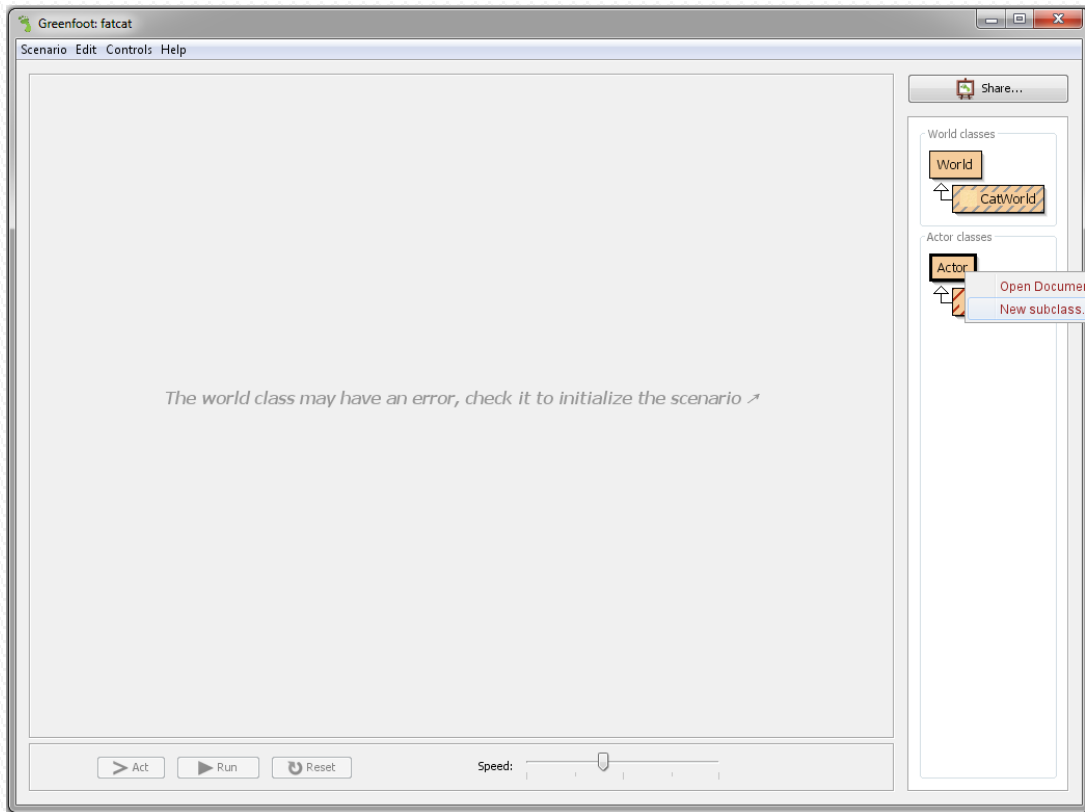 Greenfoot: fatcat
Scenario Edit Controls Help
Share...
World classes
World
CatWorld
Actor classes
Actor
Open Documen
New subclass.
The world class may have an error, check it to initialize the scenario ↗
Act Run Reset Speed: